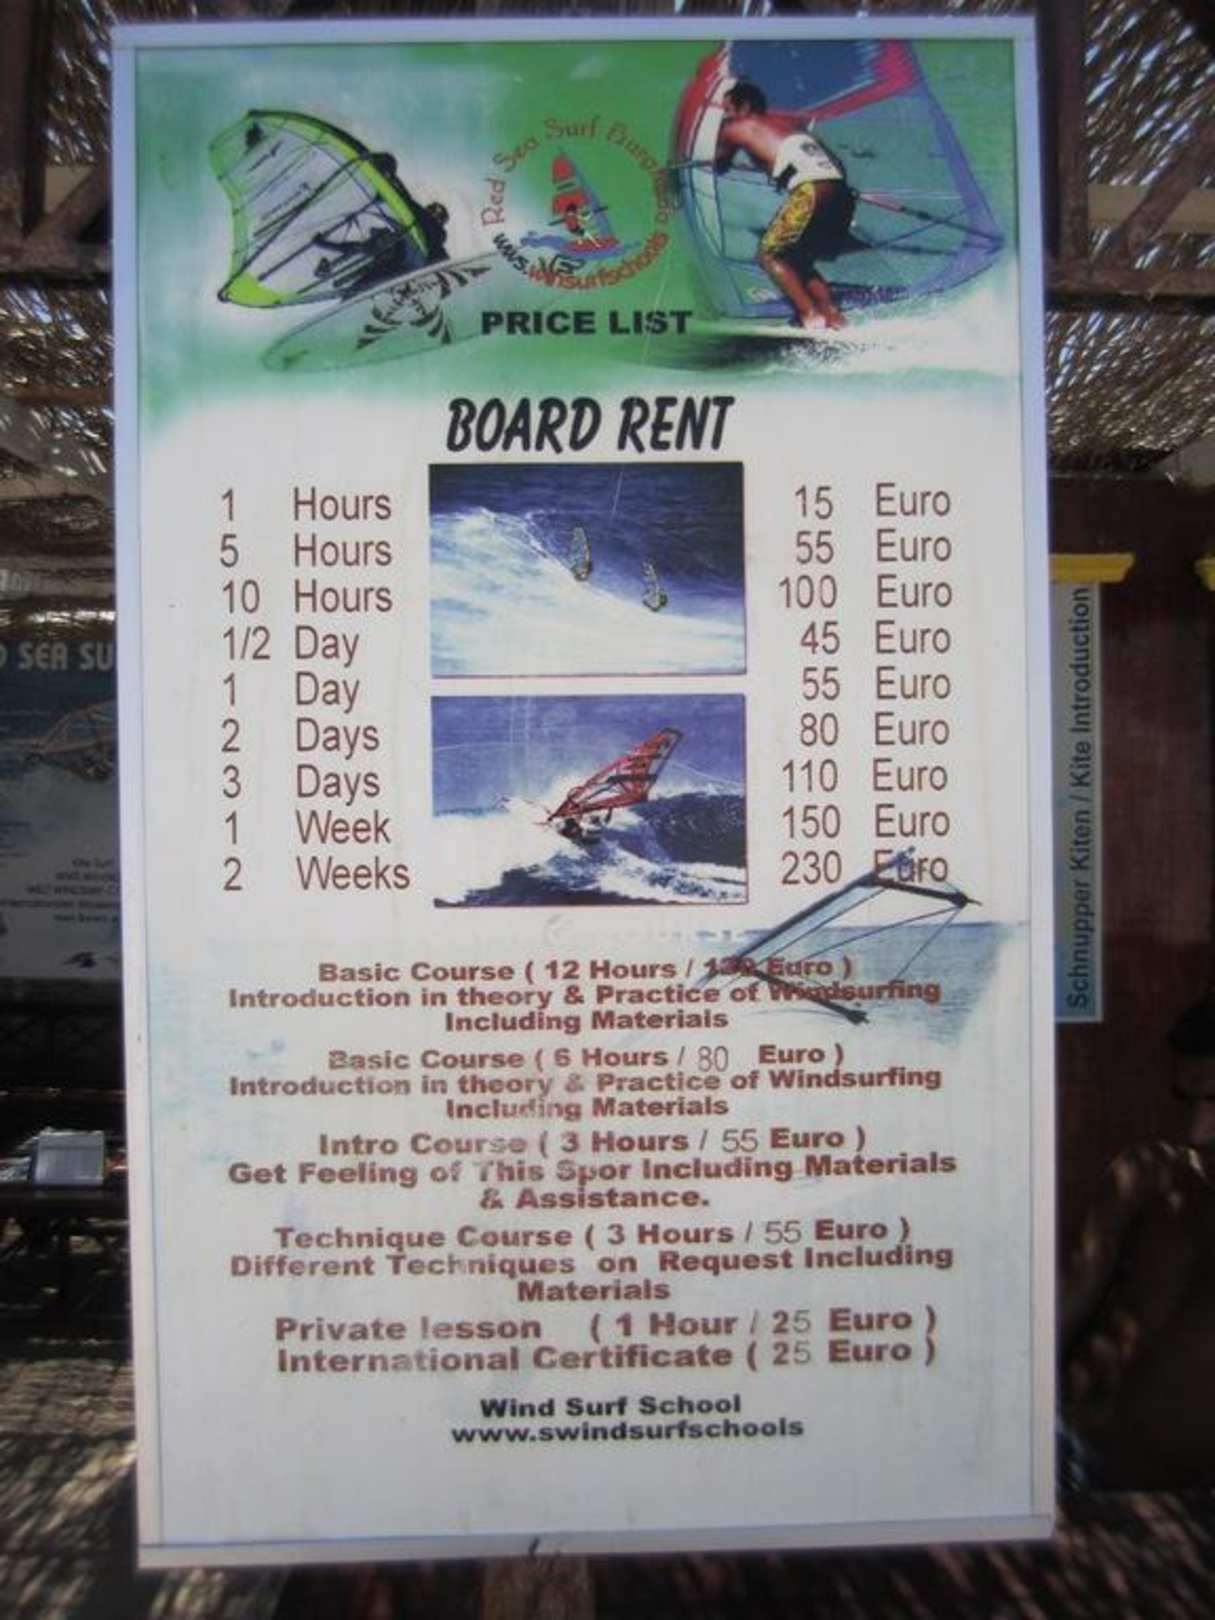 Red Sea Surf
PRICE LIST
BOARD RENT
1 Hours 15 Euro
5 Hours 55 Euro
10 Hours 100 Euro
1/2 Day 45 Euro
1 Day 55 Euro
2 Days 80 Euro
3 Days 110 Euro
1 Week 150 Euro
2 Weeks 230 Euro
Basic Course ( 12 Hours / Euro )
Introduction in theory & Practice of Windsurfing
Including Materials
Basic Course ( 6 Hours / 80 Euro )
Introduction in theory & Practice of Windsurfing
Including Materials
Intro Course ( 3 Hours / 55 Euro )
Get Feeling of This Spor Including Materials
& Assistance.
Technique Course ( 3 Hours / 55 Euro )
Different Techniques on Request Including
Materials
Private lesson ( 1 Hour / 25 Euro )
International Certificate ( 25 Euro )
Wind Surf School
www.swindsurfschools
Schnupper Kiten / Kite Introduction
SEA SU